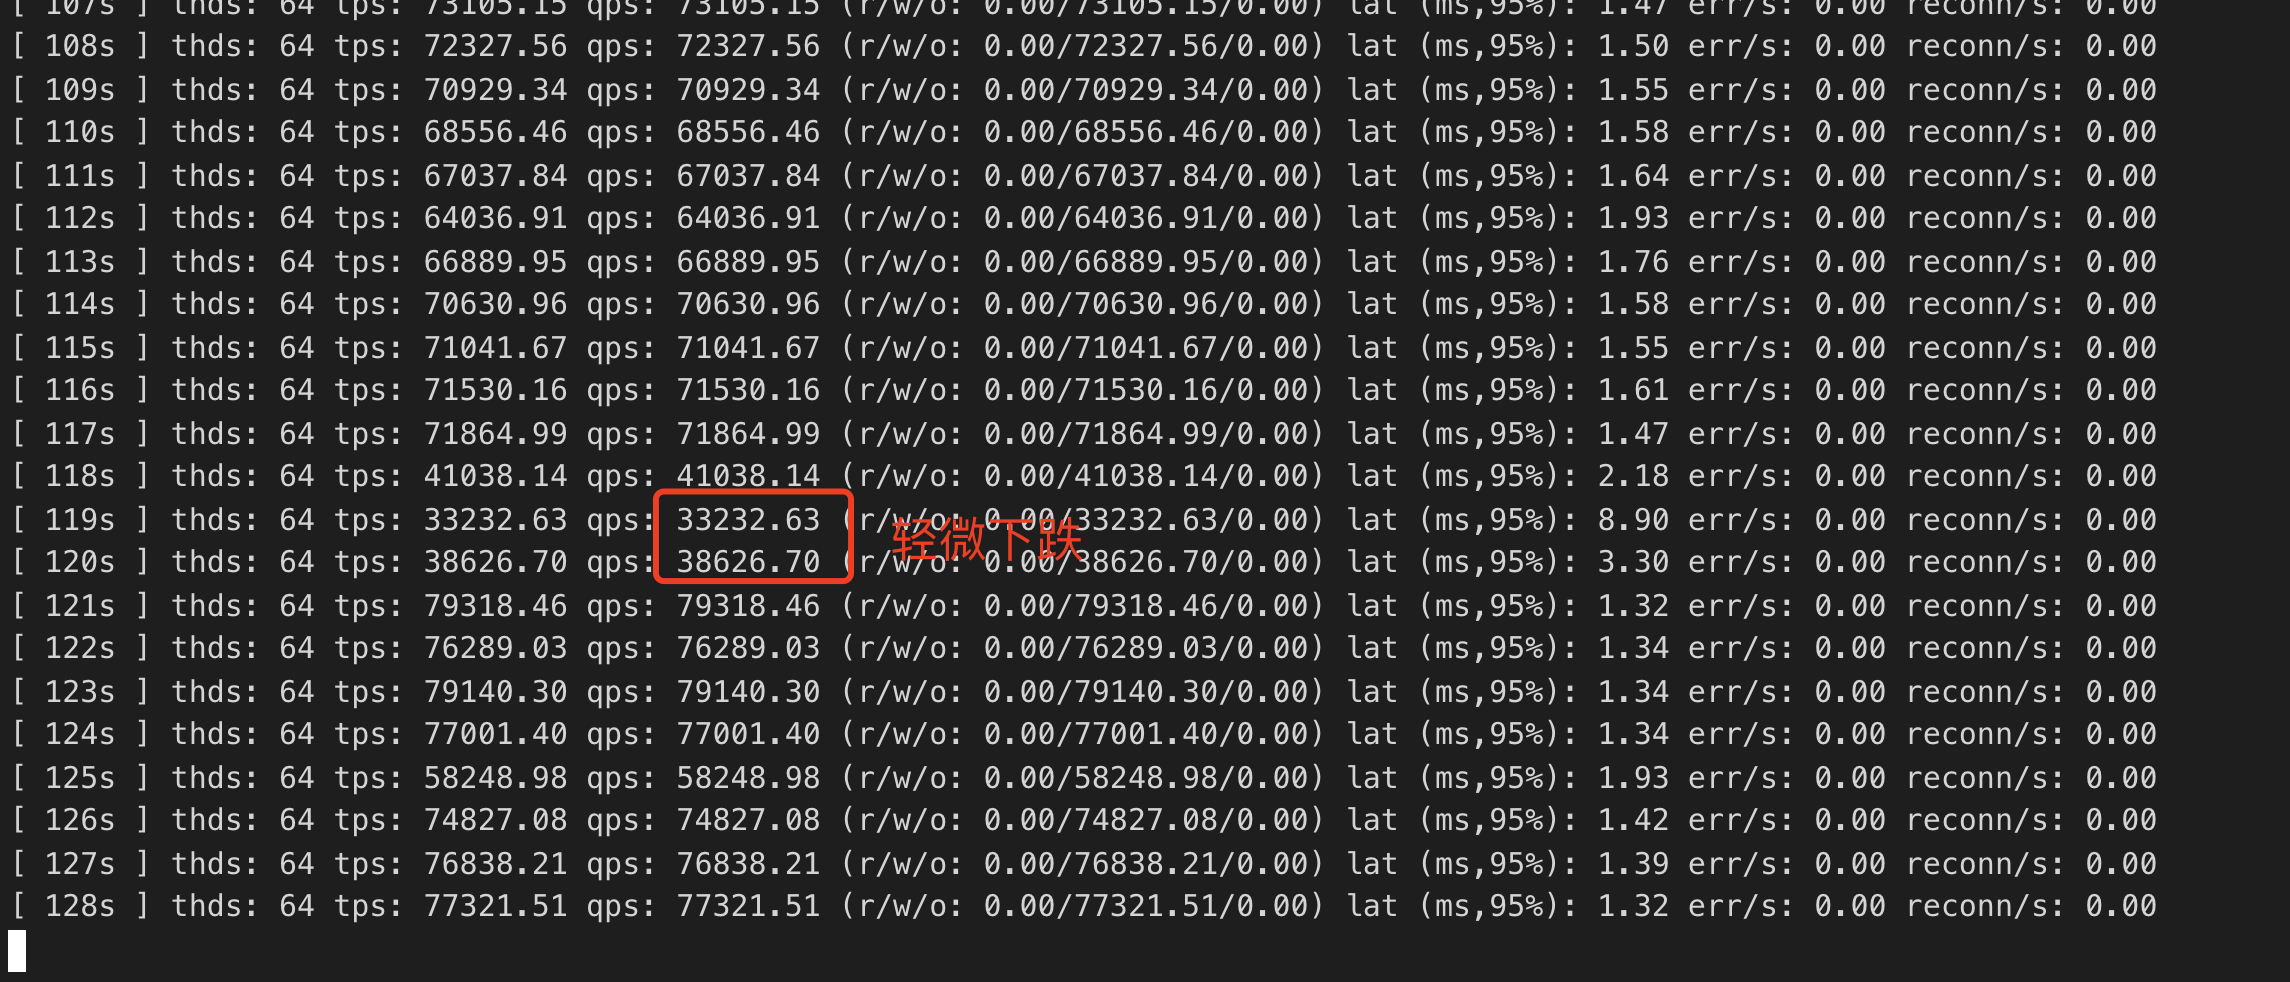 [ 107s ] thds: 64 tps: 73105.15 qps: 73105.15 (r/w/o: 0.00/73105.15/0.00) lat (ms,95%): 1.47 err/s: 0.00 reconn/s: 0.00
[ 108s ] thds: 64 tps: 72327.56 qps: 72327.56 (r/w/o: 0.00/72327.56/0.00) lat (ms,95%): 1.50 err/s: 0.00 reconn/s: 0.00
[ 109s ] thds: 64 tps: 70929.34 qps: 70929.34 (r/w/o: 0.00/70929.34/0.00) lat (ms,95%): 1.55 err/s: 0.00 reconn/s: 0.00
[ 110s ] thds: 64 tps: 68556.46 qps: 68556.46 (r/w/o: 0.00/68556.46/0.00) lat (ms,95%): 1.58 err/s: 0.00 reconn/s: 0.00
[ 111s ] thds: 64 tps: 67037.84 qps: 67037.84 (r/w/o: 0.00/67037.84/0.00) lat (ms,95%): 1.64 err/s: 0.00 reconn/s: 0.00
[ 112s ] thds: 64 tps: 64036.91 qps: 64036.91 (r/w/o: 0.00/64036.91/0.00) lat (ms,95%): 1.93 err/s: 0.00 reconn/s: 0.00
[ 113s ] thds: 64 tps: 66889.95 qps: 66889.95 (r/w/o: 0.00/66889.95/0.00) lat (ms,95%): 1.76 err/s: 0.00 reconn/s: 0.00
[ 114s ] thds: 64 tps: 70630.96 qps: 70630.96 (r/w/o: 0.00/70630.96/0.00) lat (ms,95%): 1.58 err/s: 0.00 reconn/s: 0.00
[ 115s ] thds: 64 tps: 71041.67 qps: 71041.67 (r/w/o: 0.00/71041.67/0.00) lat (ms,95%): 1.55 err/s: 0.00 reconn/s: 0.00
[ 116s ] thds: 64 tps: 71530.16 qps: 71530.16 (r/w/o: 0.00/71530.16/0.00) lat (ms,95%): 1.61 err/s: 0.00 reconn/s: 0.00
[ 117s ] thds: 64 tps: 71864.99 qps: 71864.99 (r/w/o: 0.00/71864.99/0.00) lat (ms,95%): 1.47 err/s: 0.00 reconn/s: 0.00
[ 118s ] thds: 64 tps: 41038.14 qps: 41038.14 (r/w/o: 0.00/41038.14/0.00) lat (ms,95%): 2.18 err/s: 0.00 reconn/s: 0.00
[ 119s ] thds: 64 tps: 33232.63 qps: 33232.63 (r/w/o: 0.00/33232.63/0.00) lat (ms,95%): 8.90 err/s: 0.00 reconn/s: 0.00
轻微下跌
[ 120s ] thds: 64 tps: 38626.70 qps: 38626.70 (r/w/o: 0.00/38626.70/0.00) lat (ms,95%): 3.30 err/s: 0.00 reconn/s: 0.00
[ 121s ] thds: 64 tps: 79318.46 qps: 79318.46 (r/w/o: 0.00/79318.46/0.00) lat (ms,95%): 1.32 err/s: 0.00 reconn/s: 0.00
[ 122s ] thds: 64 tps: 76289.03 qps: 76289.03 (r/w/o: 0.00/76289.03/0.00) lat (ms,95%): 1.34 err/s: 0.00 reconn/s: 0.00
[ 123s ] thds: 64 tps: 79140.30 qps: 79140.30 (r/w/o: 0.00/79140.30/0.00) lat (ms,95%): 1.34 err/s: 0.00 reconn/s: 0.00
[ 124s ] thds: 64 tps: 77001.40 qps: 77001.40 (r/w/o: 0.00/77001.40/0.00) lat (ms,95%): 1.34 err/s: 0.00 reconn/s: 0.00
[ 125s ] thds: 64 tps: 58248.98 qps: 58248.98 (r/w/o: 0.00/58248.98/0.00) lat (ms,95%): 1.93 err/s: 0.00 reconn/s: 0.00
[ 126s ] thds: 64 tps: 74827.08 qps: 74827.08 (r/w/o: 0.00/74827.08/0.00) lat (ms,95%): 1.42 err/s: 0.00 reconn/s: 0.00
[ 127s ] thds: 64 tps: 76838.21 qps: 76838.21 (r/w/o: 0.00/76838.21/0.00) lat (ms,95%): 1.39 err/s: 0.00 reconn/s: 0.00
[ 128s ] thds: 64 tps: 77321.51 qps: 77321.51 (r/w/o: 0.00/77321.51/0.00) lat (ms,95%): 1.32 err/s: 0.00 reconn/s: 0.00